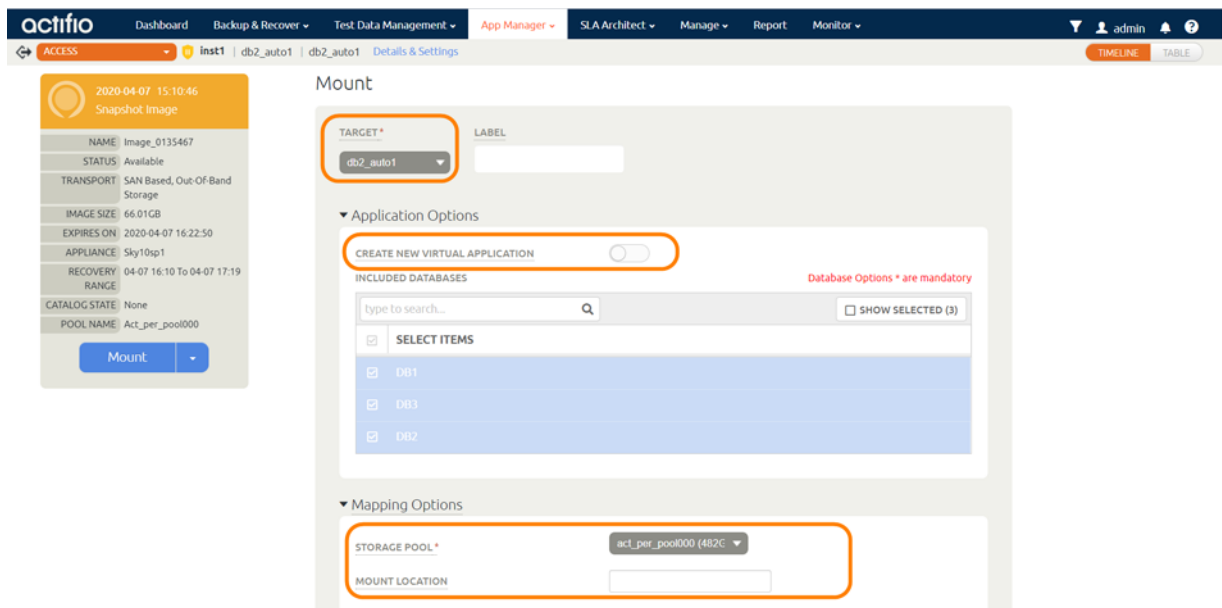 actifio Dashboard Backup & Recover Test Data Management App Manager SLA Architect Manage Report Monitor admin
ACCESS inst1 | db2_auto1 | db2_auto1 Details & Settings TIMELINE TABLE
2020-04-07 15:10:46
Snapshot Image
NAME Image_0135467
STATUS Available
TRANSPORT SAN Based, Out-Of-Band
Storage
IMAGE SIZE 66.01GB
EXPIRES ON 2020-04-07 16:22:50
APPLIANCE Sky10sp1
RECOVERY 04-07 16:10 To 04-07 17:19
RANGE
CATALOG STATE None
POOL NAME Act_per_pool000
Mount
Mount
TARGET* LABEL
db2_auto1
Application Options
CREATE NEW VIRTUAL APPLICATION
INCLUDED DATABASES Database Options * are mandatory
type to search... SHOW SELECTED (3)
SELECT ITEMS
DB1
DB3
DB2
Mapping Options
STORAGE POOL* act_per_pool000 (482G
MOUNT LOCATION